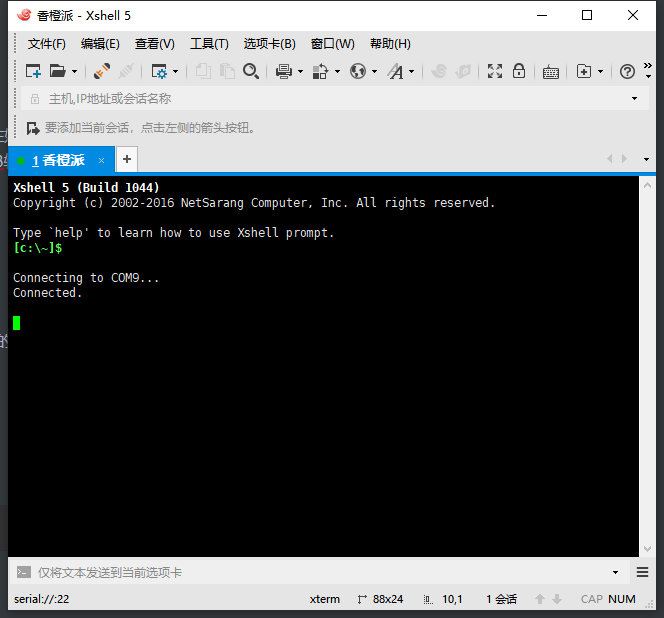 香橙派 - Xshell 5
文件(F) 编辑(E) 查看(V) 工具(T) 选项卡(B) 窗口(W) 帮助(H)
主机,IP地址或会话名称
要添加当前会话，点击左侧的箭头按钮。
1 香橙派
Xshell 5 (Build 1044)
Copyright (c) 2002-2016 NetSarang Computer, Inc. All rights reserved.
Type `help' to learn how to use Xshell prompt.
[c:\~]$
Connecting to COM9...
Connected.
的
仅将文本发送到当前选项卡
serial://:22 xterm 88x24 10,1 1 会话 CAP NUM